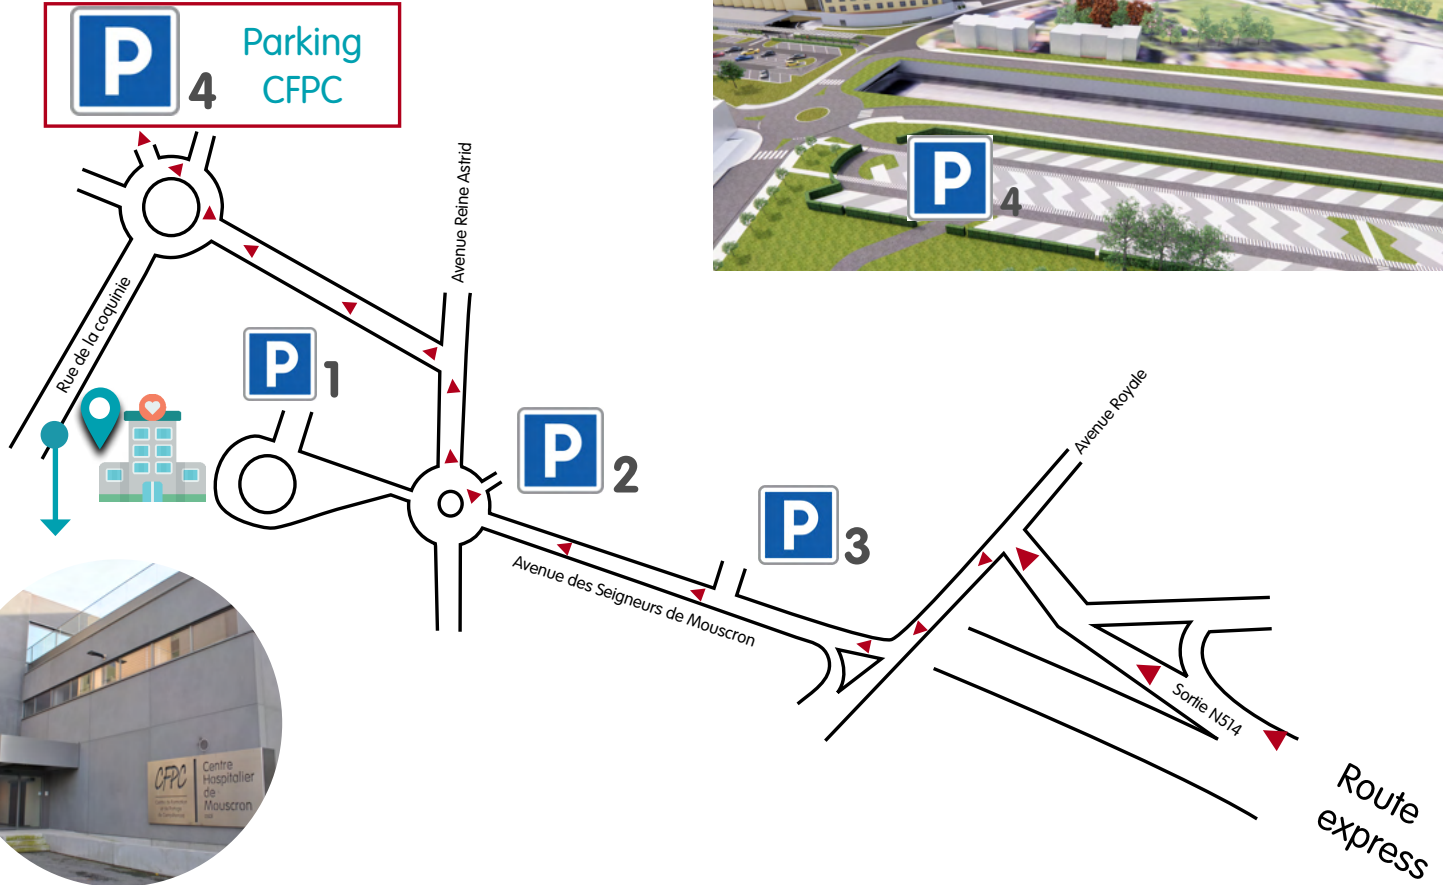 P
4
Parking
CFPC
P
4
Avenue Reine Astrid
Rue de la coquinie
P
1
P
2
P
3
Avenue Royale
Avenue des Seigneurs de Mouscron
Sortie N514
Route
express
CFPC
Centre
Hospitalier
de
Mouscron